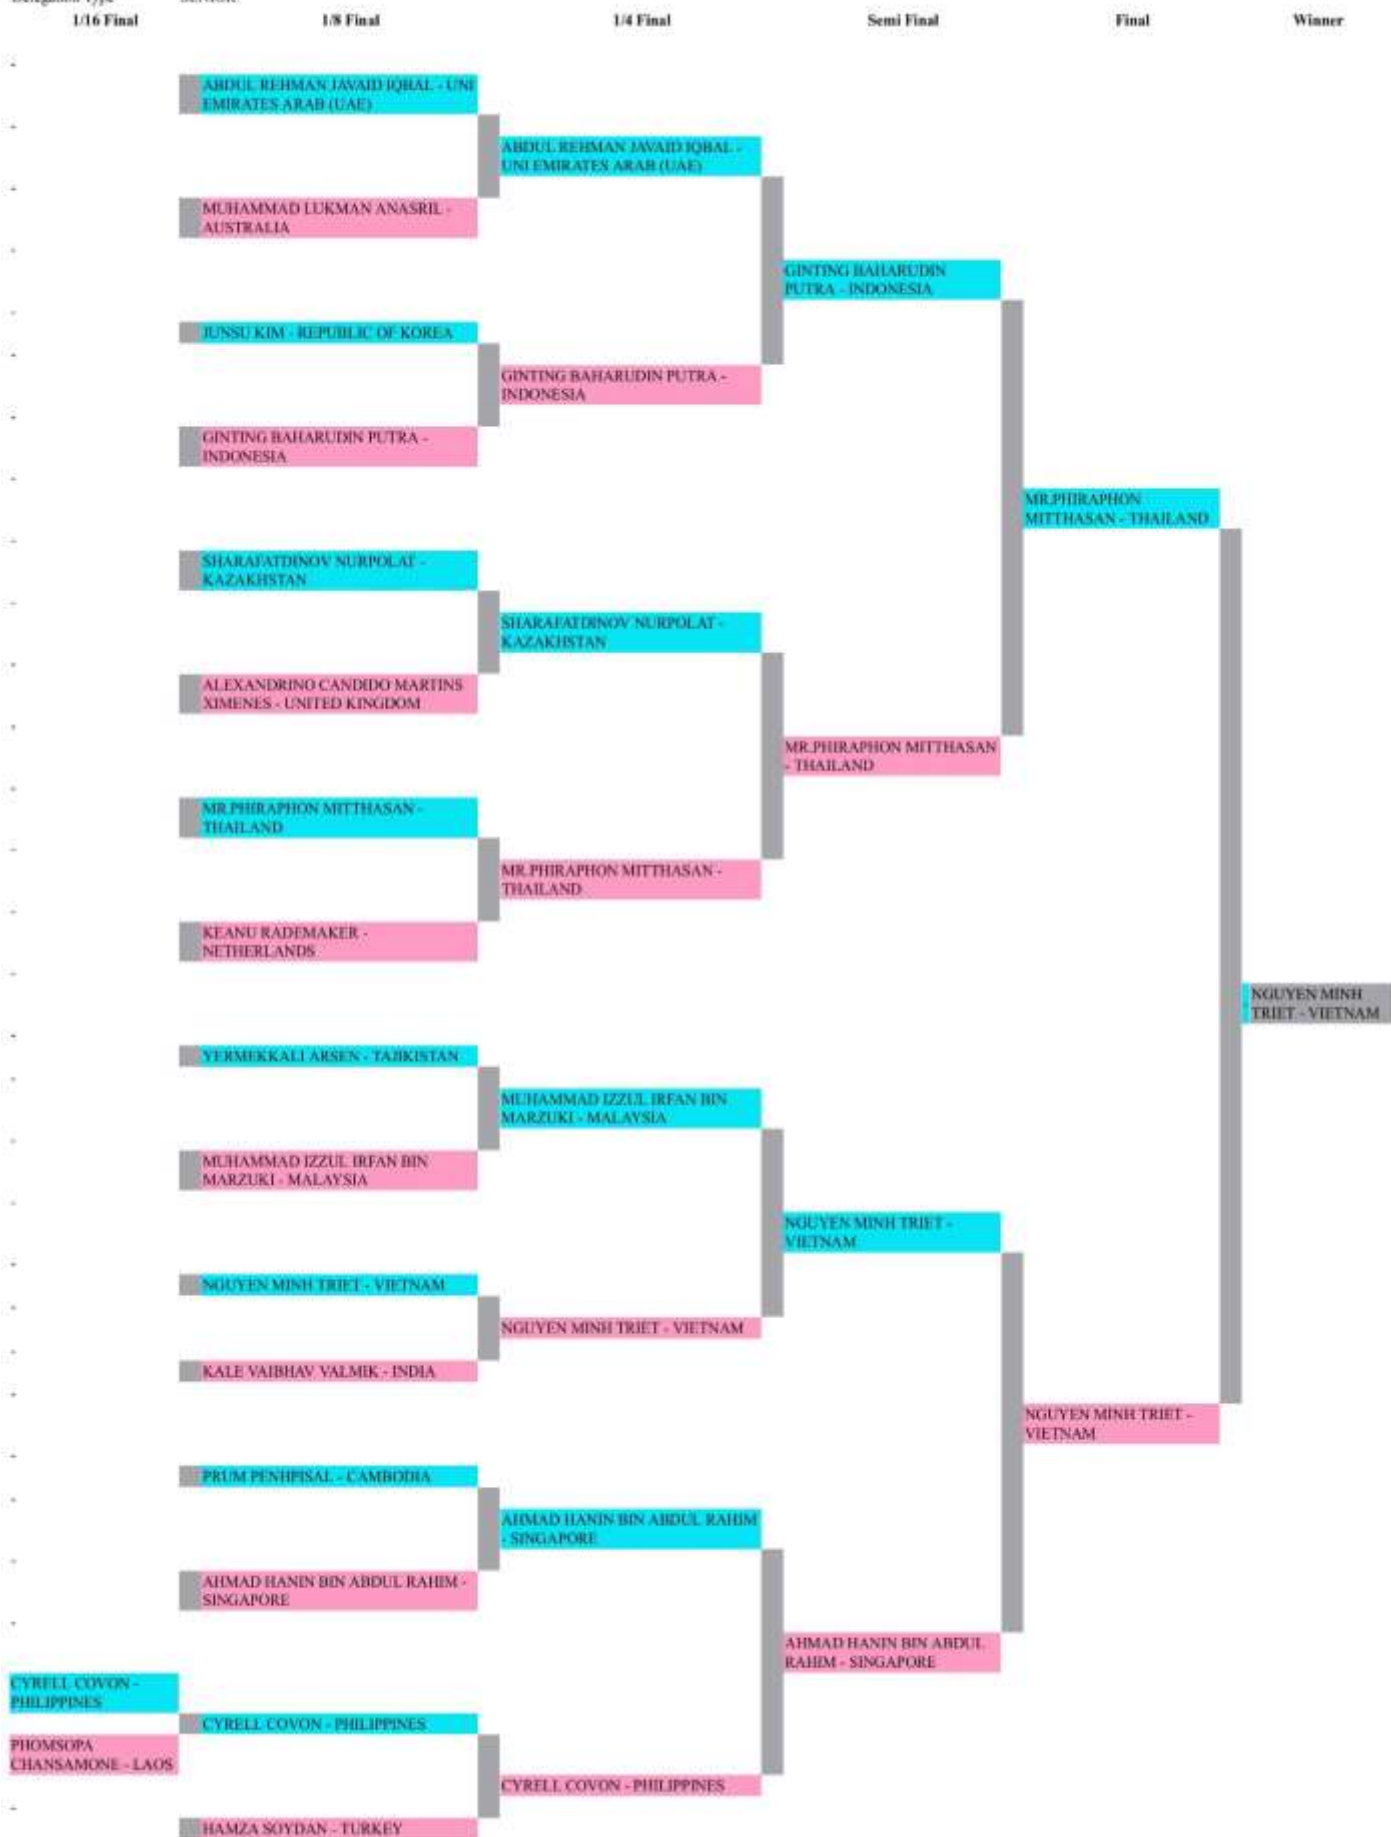 1/16 Final
1/8 Final
1/4 Final
Semi Final
Final
Winner
ABDUL REHMAN JAVAID IQBAL - UNI
EMIRATES ARAB (UAE)
ABDUL REHMAN JAVAID IQBAL -
UNI EMIRATES ARAB (UAE)
MUHAMMAD LUKMAN ANASRIL -
AUSTRALIA
GINTING BAHARUDIN
PUTRA - INDONESIA
JUNSU KIM - REPUBLIC OF KOREA
GINTING BAHARUDIN PUTRA -
INDONESIA
GINTING BAHARUDIN PUTRA -
INDONESIA
MR.PHIRAPHON
MITTHASAN - THAILAND
SHARAFATDINOV NURPOLAT -
KAZAKHSTAN
SHARAFATDINOV NURPOLAT -
KAZAKHSTAN
ALEXANDRINO CANDIDO MARTINS
XIMENES - UNITED KINGDOM
MR.PHIRAPHON MITTHASAN
- THAILAND
MR.PHIRAPHON MITTHASAN -
THAILAND
MR.PHIRAPHON MITTHASAN -
THAILAND
KEANU RADEMAKER -
NETHERLANDS
NGUYEN MINH
TRIET - VIETNAM
YERMEKKALI ARSEN - TAJIKISTAN
MUHAMMAD IZZUL IRFAN BIN
MARZUKI - MALAYSIA
MUHAMMAD IZZUL IRFAN BIN
MARZUKI - MALAYSIA
NGUYEN MINH TRIET -
VIETNAM
NGUYEN MINH TRIET - VIETNAM
NGUYEN MINH TRIET - VIETNAM
KALE VAIBHAV VALMIK - INDIA
NGUYEN MINH TRIET -
VIETNAM
PRUM PENHPISAL - CAMBODIA
AHMAD HANIN BIN ABDUL RAHIM
- SINGAPORE
AHMAD HANIN BIN ABDUL RAHIM -
SINGAPORE
AHMAD HANIN BIN ABDUL
RAHIM - SINGAPORE
CYRELL COVON -
PHILIPPINES
CYRELL COVON - PHILIPPINES
PHOMSOPA
CHANSAMONE - LAOS
CYRELL COVON - PHILIPPINES
HAMZA SOYDAN - TURKEY